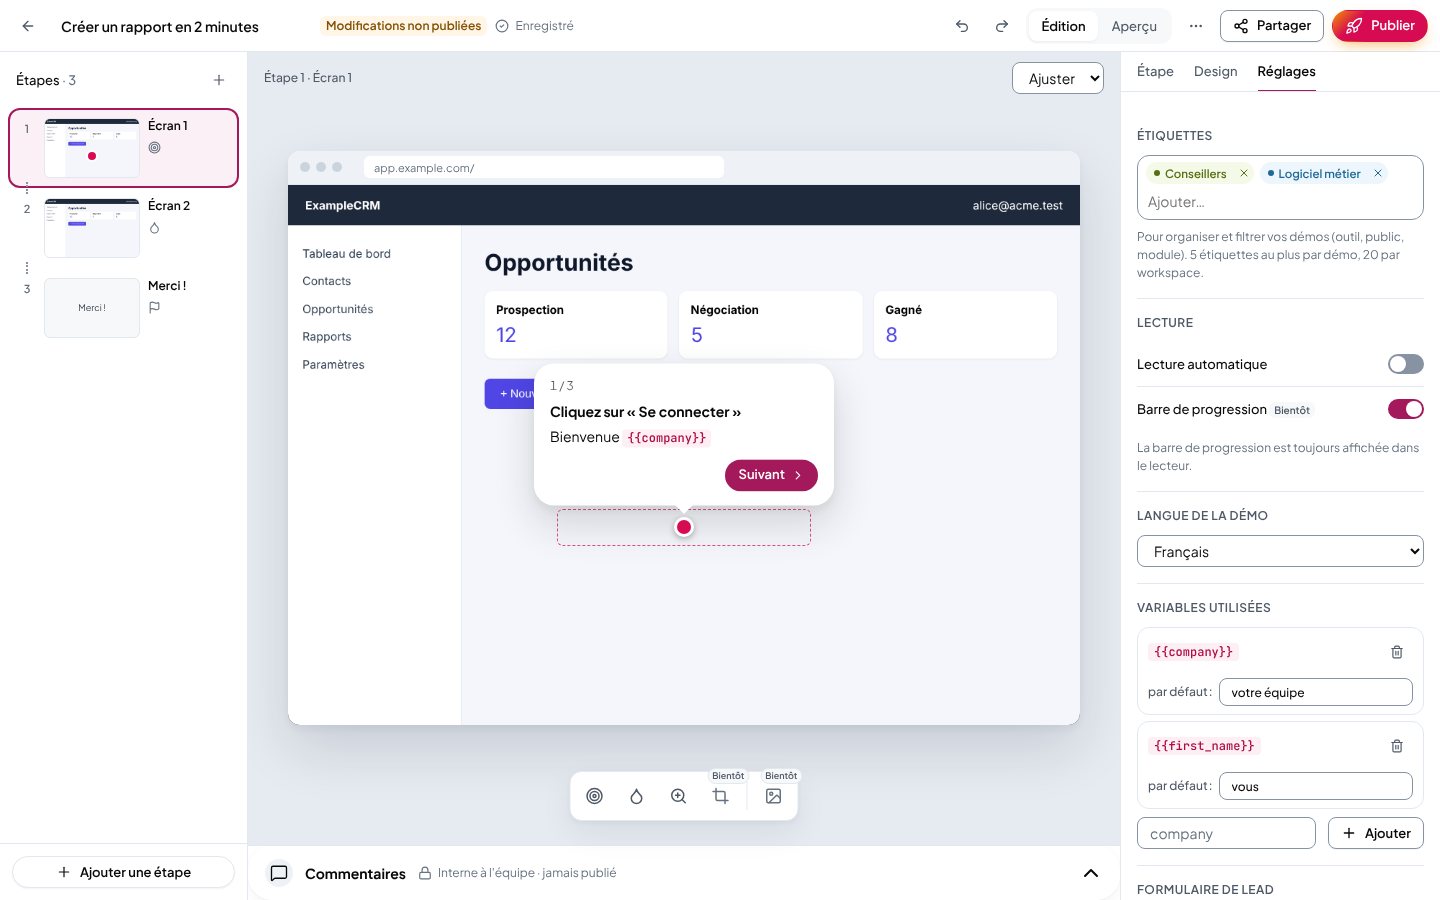 Créer un rapport en 2 minutes
Modifications non publiées
Enregistré
Édition
Aperçu
Partager
Publier
Étapes · 3
1
Écran 1
2
Écran 2
3
Merci !
Merci !
Ajouter une étape
Étape 1 · Écran 1
Ajuster
app.example.com/
ExampleCRM
alice@acme.test
Tableau de bord
Contacts
Opportunités
Rapports
Paramètres
Opportunités
Prospection
12
Négociation
5
Gagné
8
+ Nouv
1 / 3
Cliquez sur « Se connecter »
Bienvenue {{company}}
Suivant
Bientôt
Bientôt
Commentaires
Interne à l'équipe · jamais publié
Étape
Design
Réglages
ÉTIQUETTES
Conseillers
Logiciel métier
Ajouter...
Pour organiser et filtrer vos démos (outil, public,
module). 5 étiquettes au plus par démo, 20 par
workspace.
LECTURE
Lecture automatique
Barre de progression Bientôt
La barre de progression est toujours affichée dans
le lecteur.
LANGUE DE LA DÉMO
Français
VARIABLES UTILISÉES
{{company}}
par défaut : votre équipe
{{first_name}}
par défaut : vous
company
Ajouter
FORMULAIRE DE LEAD